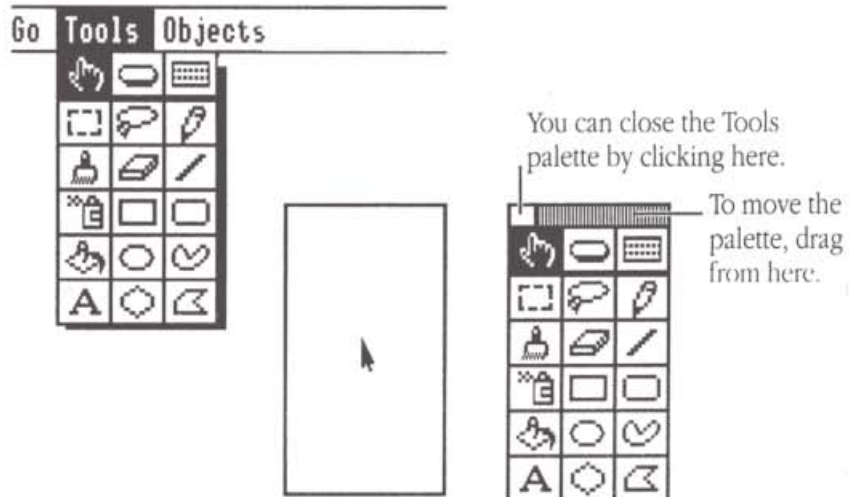 Go Tools Objects
You can close the Tools
palette by clicking here.
To move the
palette, drag
from here.
A
A